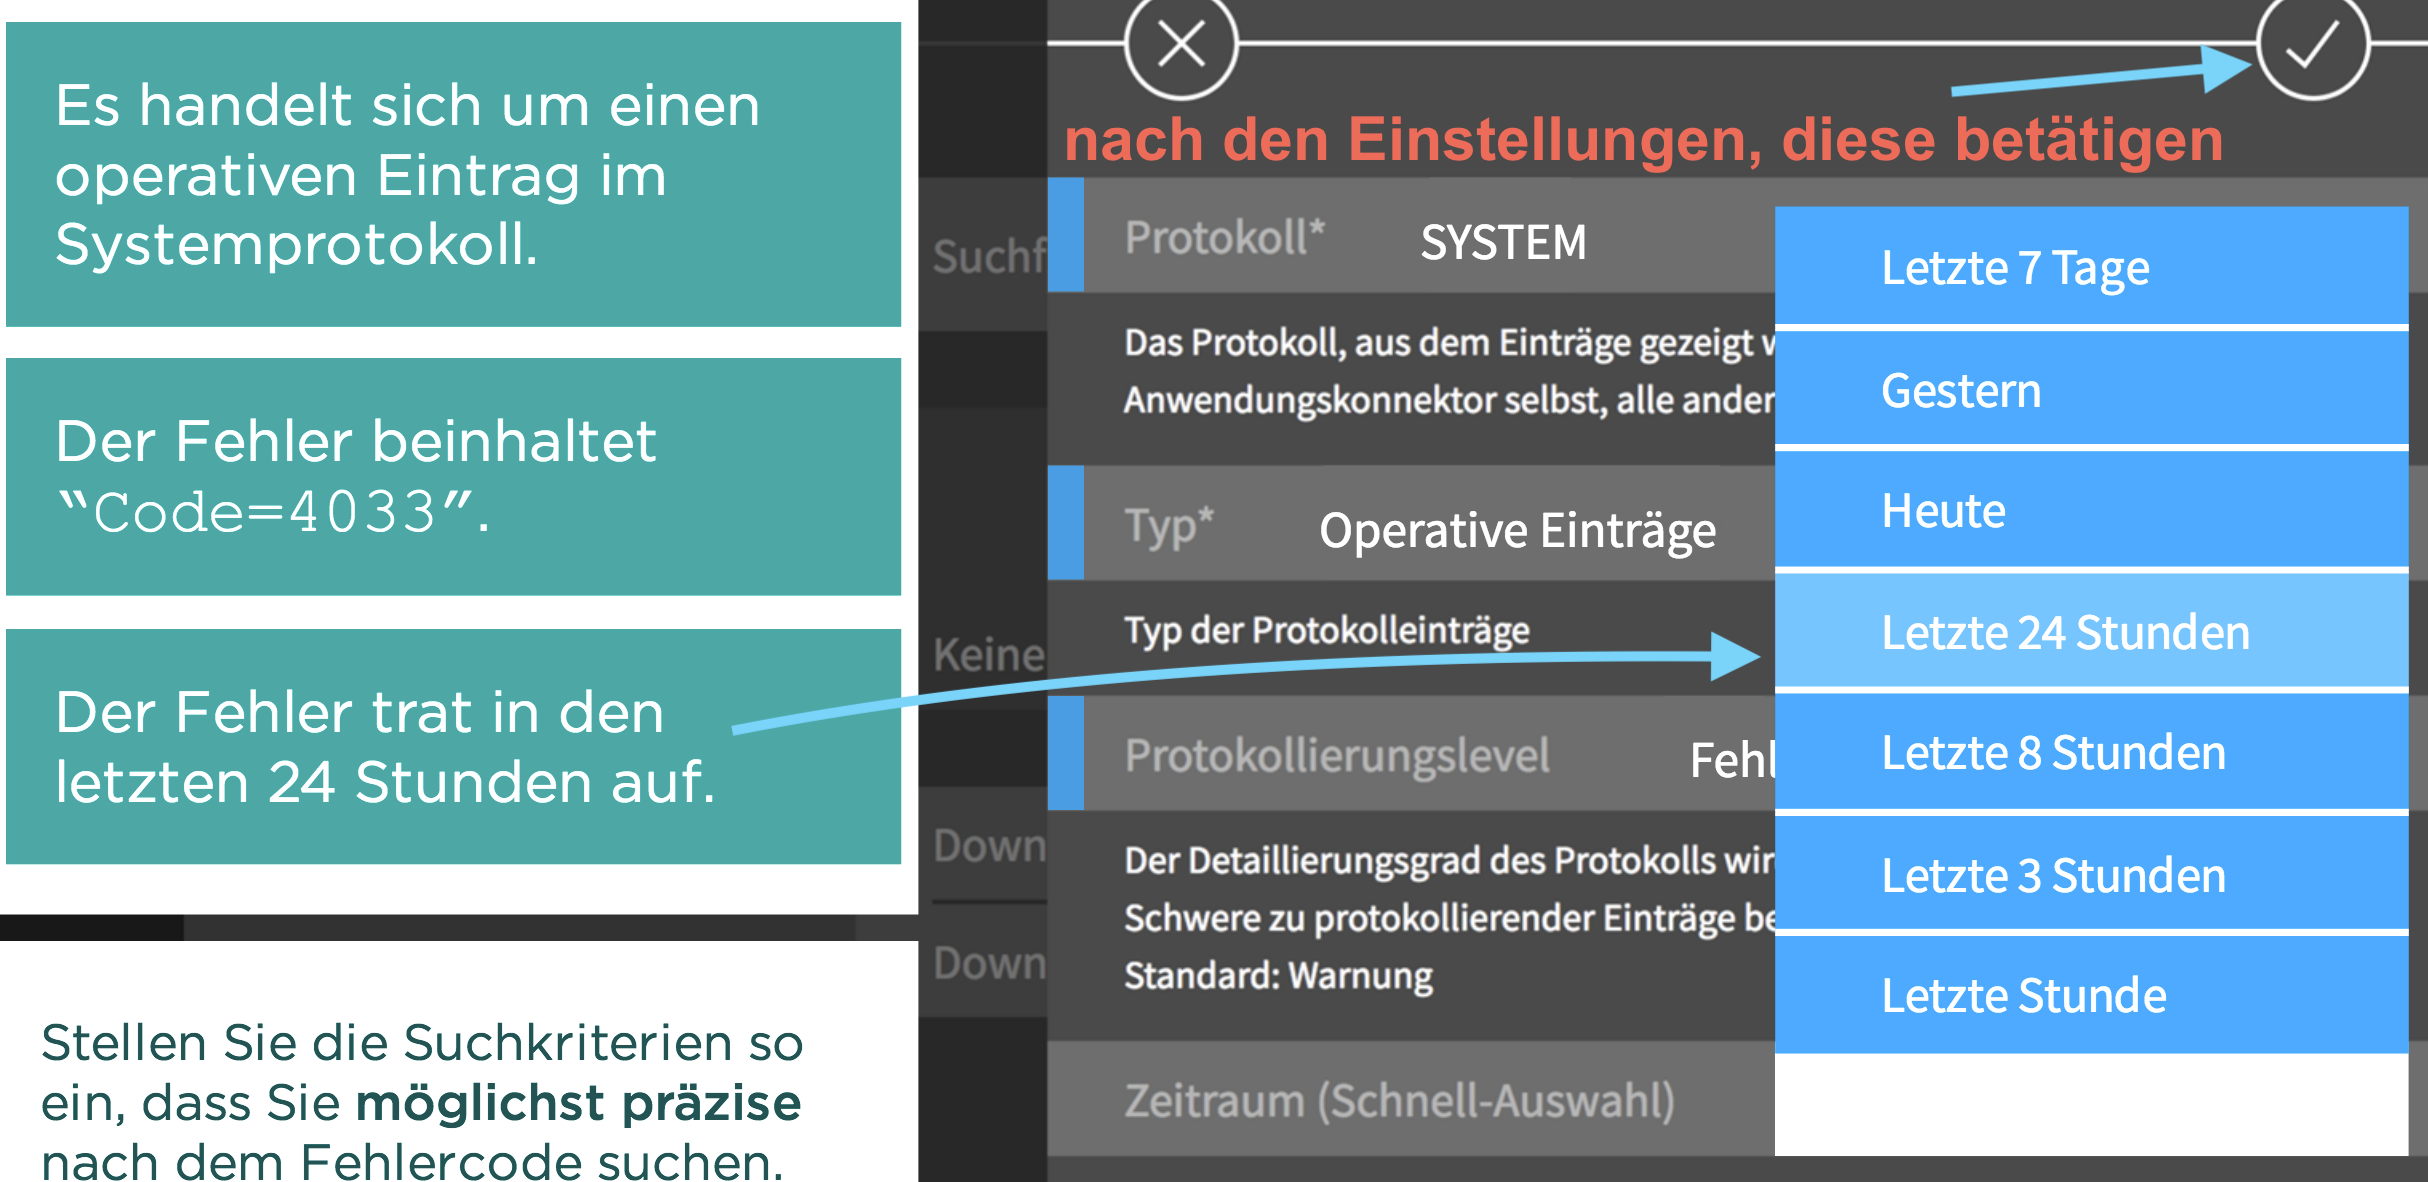 Es handelt sich um einen
operativen Eintrag im
Systemprotokoll.
Der Fehler beinhaltet
“Code=4033”.
Der Fehler trat in den
letzten 24 Stunden auf.
Stellen Sie die Suchkriterien so
ein, dass Sie möglichst präzise
nach dem Fehlercode suchen.
Suchf
Keine
Down
Down
nach den Einstellungen, diese betätigen
Protokoll* SYSTEM
Das Protokoll, aus dem Einträge gezeigt
Anwendungskonnektor selbst, alle ander
Typ* Operative Einträge
Typ der Protokolleinträge
Protokollierungslevel Fehl
Der Detaillierungsgrad des Protokolls wir
Schwere zu protokollierender Einträge be
Standard: Warnung
Zeitraum (Schnell-Auswahl)
Letzte 7 Tage
Gestern
Heute
Letzte 24 Stunden
Letzte 8 Stunden
Letzte 3 Stunden
Letzte Stunde